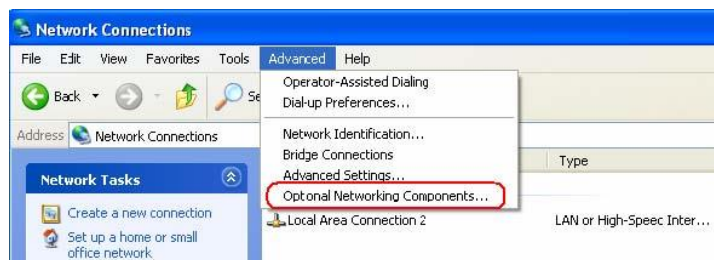 Network Connections
File Edit View Favorites Tools Advanced Help
Back
Operator-Assisted Dialing
Dial-up Preferences...
Network Identification...
Bridge Connections
Advanced Settings...
Optional Networking Components...
Address Network Connections
Type
Network Tasks
Create a new connection
Set up a home or small
office network
Local Area Connection 2 LAN or High-Speec Inter...